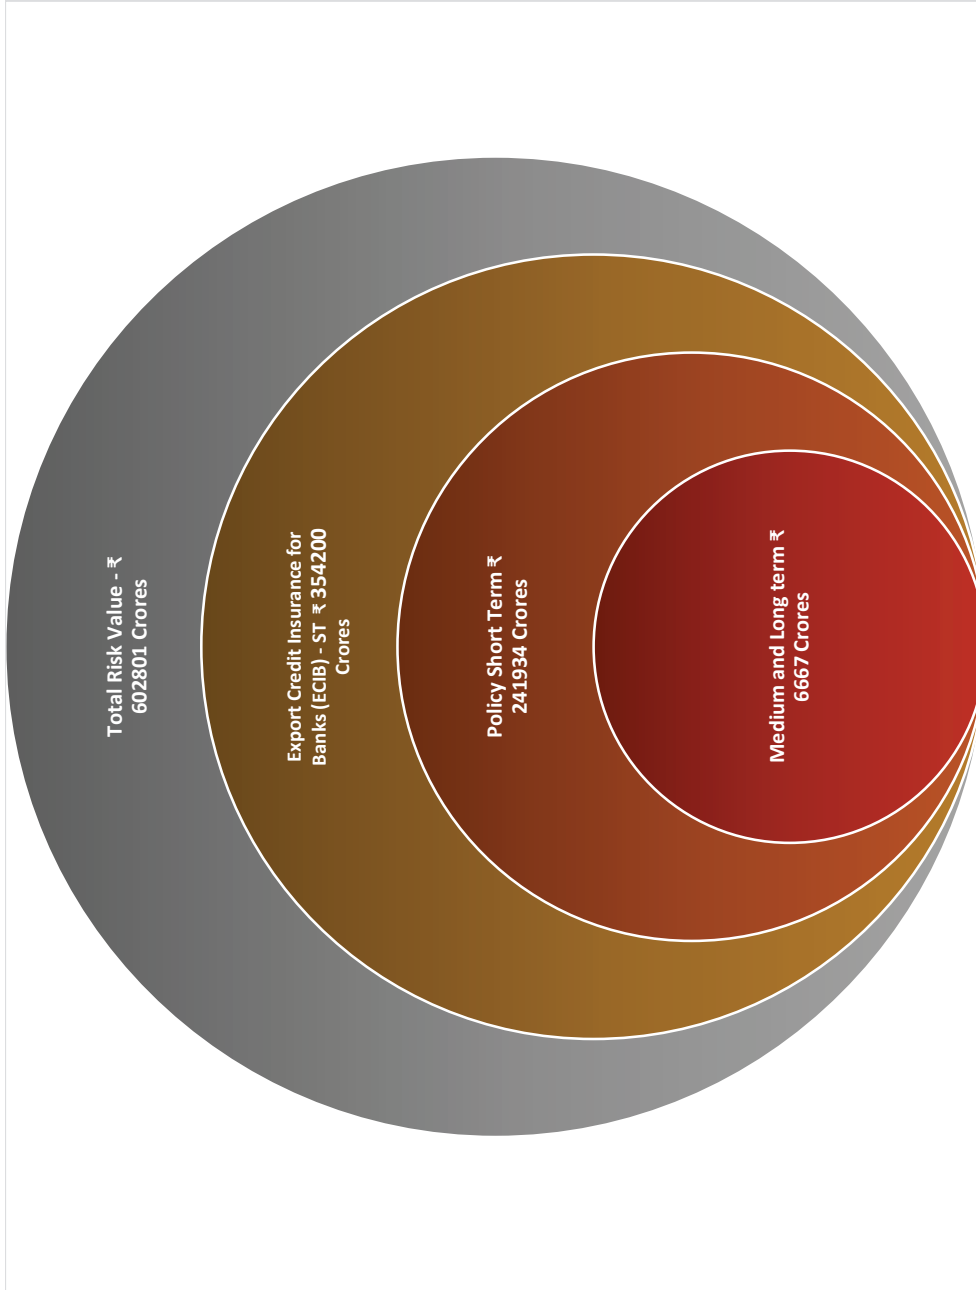 Total Risk Value - ₹
602801 Crores
Export Credit Insurance for
Banks (ECIB) - ST ₹ 354200
Crores
Policy Short Term ₹
241934 Crores
Medium and Long term ₹
6667 Crores